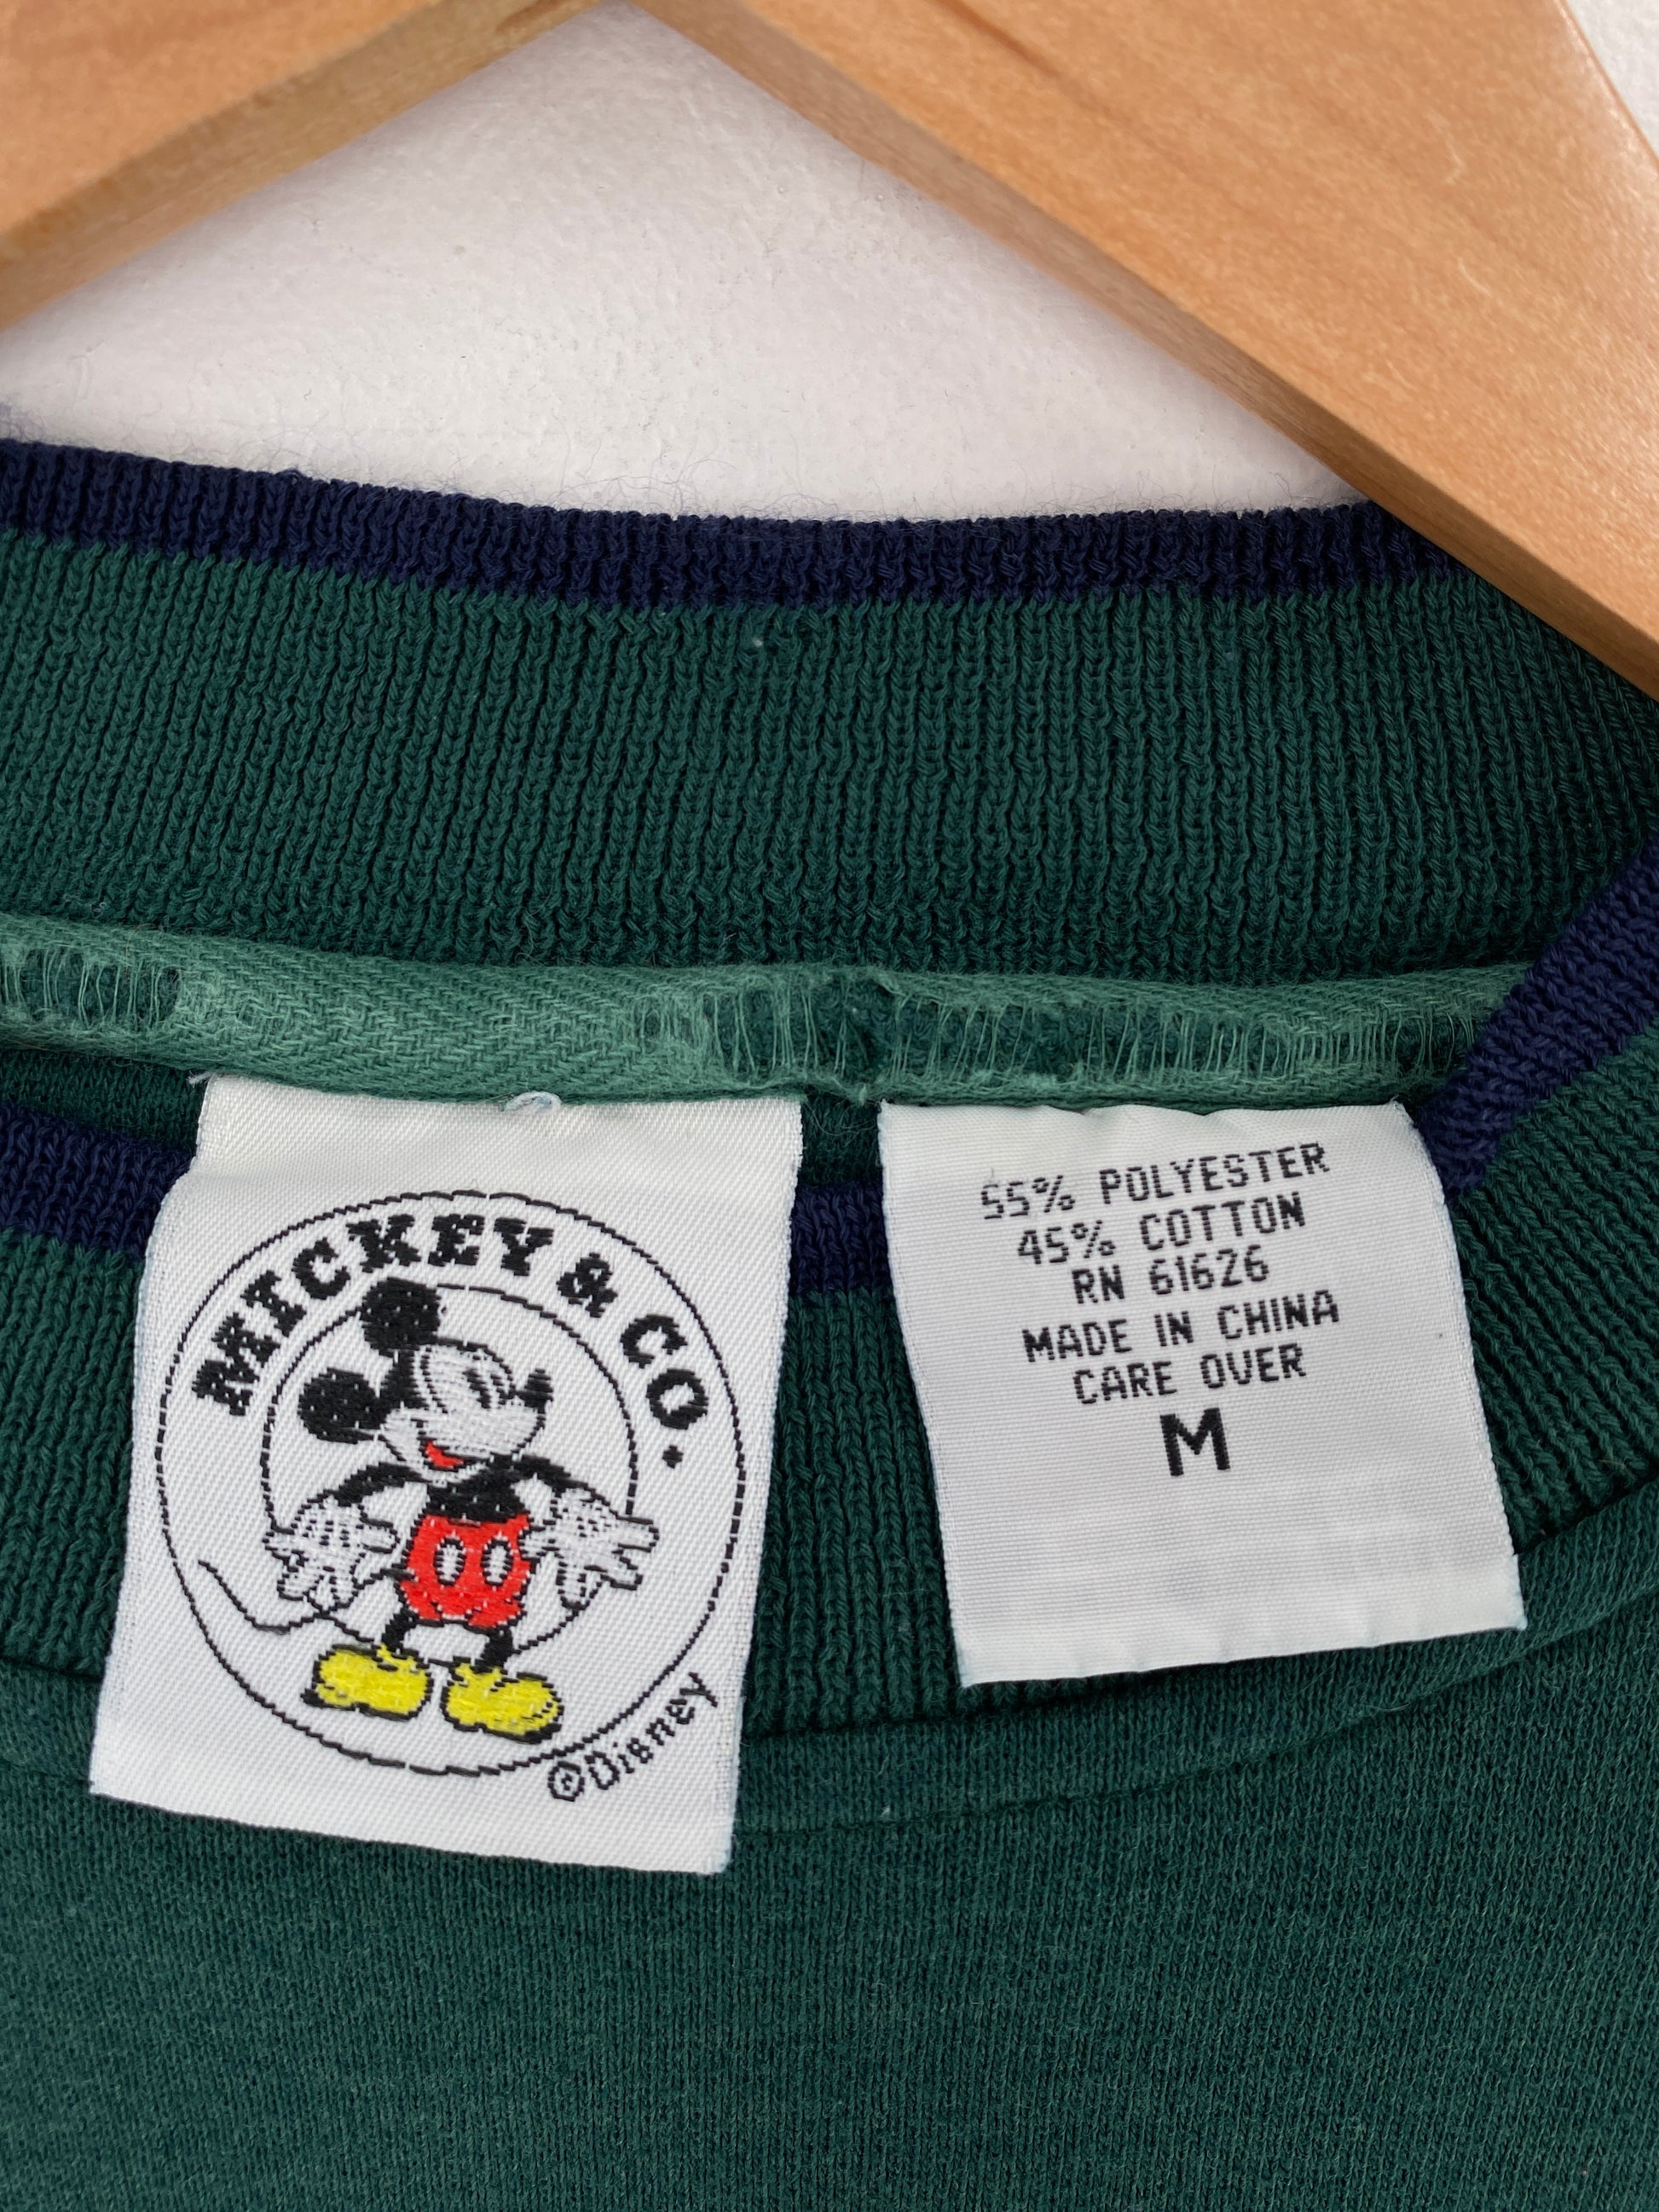 MICKEY & CO.
©Disney
55% POLYESTER
45% COTTON
RN 61626
MADE IN CHINA
CARE OVER
M